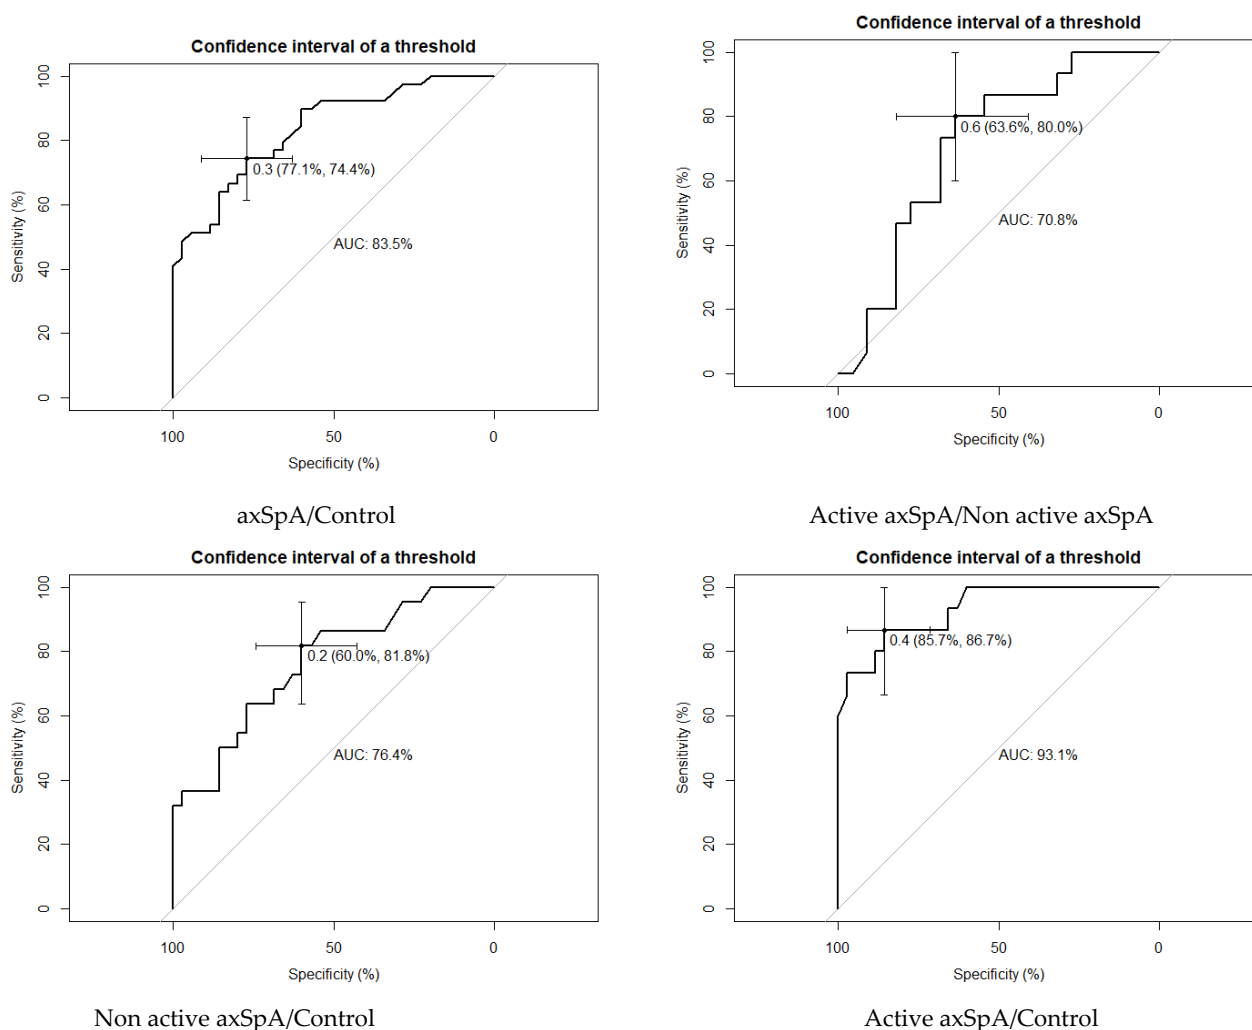 Confidence interval of a threshold
100
80
60
40
20
0
Sensitivity (%)
0.3 (77.1%, 74.4%)
AUC: 83.5%
100
50
0
Specificity (%)
axSpA/Control
Confidence interval of a threshold
100
80
60
40
20
0
Sensitivity (%)
0.6 (63.6%, 80.0%)
AUC: 70.8%
100
50
0
Specificity (%)
Active axSpA/Non active axSpA
Confidence interval of a threshold
100
80
60
40
20
0
Sensitivity (%)
0.2 (60.0%, 81.8%)
AUC: 76.4%
100
50
0
Specificity (%)
Non active axSpA/Control
Confidence interval of a threshold
100
80
60
40
20
0
Sensitivity (%)
0.4 (85.7%, 86.7%)
AUC: 93.1%
100
50
0
Specificity (%)
Active axSpA/Control